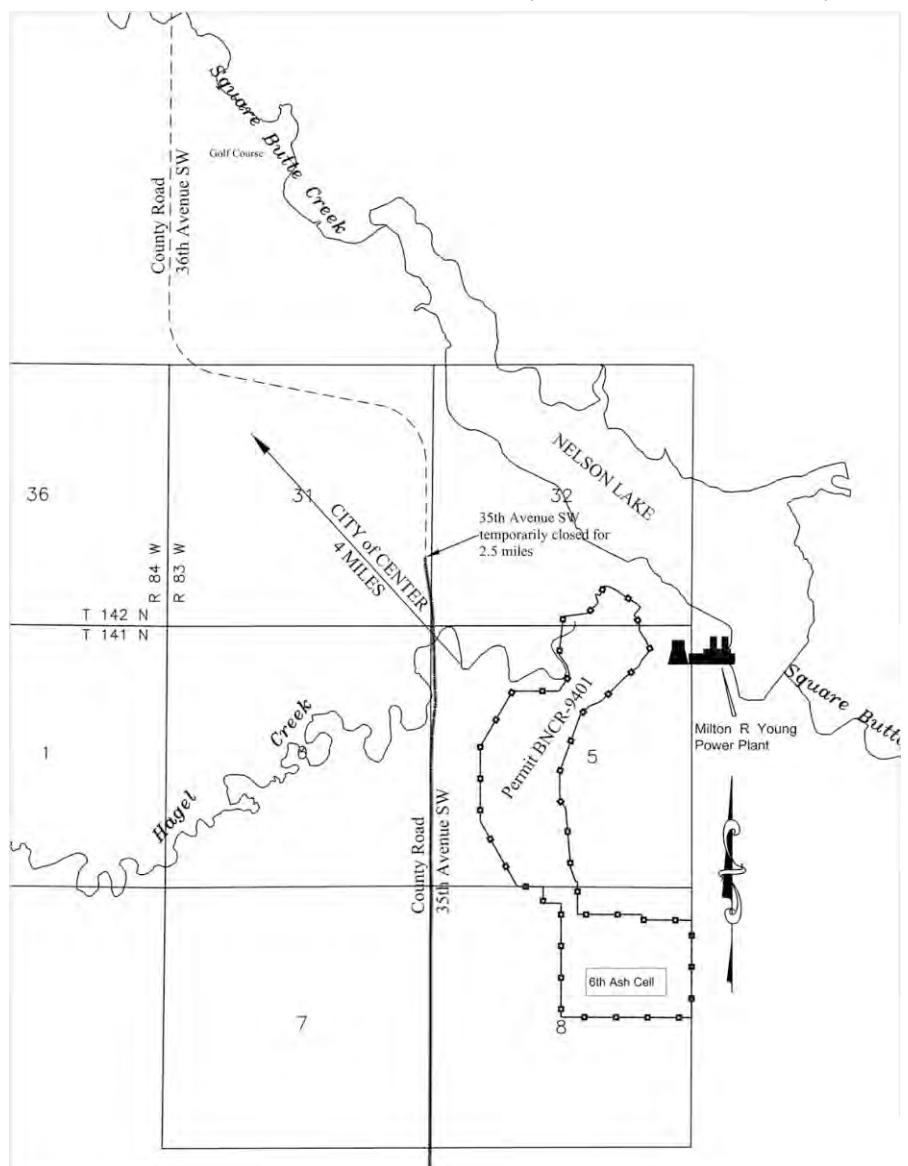 Square Butte Creek
Golf Course
County Road
36th Avenue SW
NELSON LAKE
36
31
32
35th Avenue SW
temporarily closed for
2.5 miles
CITY of CENTER
4 MILES
R 84 W
R 83 W
T 142 N
T 141 N
Square Butte
Milton R Young
Power Plant
Permit BNCR-9401
1
6
5
Hagel Creek
County Road
35th Avenue SW
6th Ash Cell
7
8